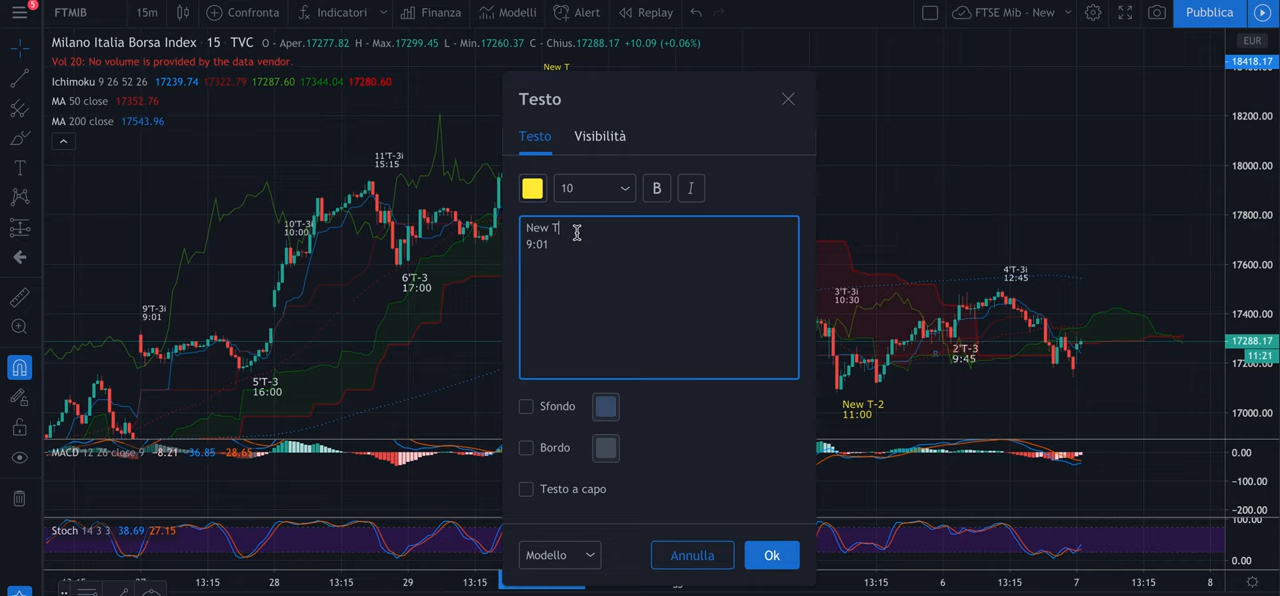 5
FTMIB 15m Confronta Indicatori Finanza Modelli Alert Replay FTSE Mib - New Pubblica
Milano Italia Borsa Index · 15 · TVC O - Aper.17277.82 H - Max.17299.45 L - Min.17260.37 C - Chius.17288.17 +10.09 (+0.06%)
EUR
Vol 20: No volume is provided by the data vendor.
New T
18418.17
Ichimoku 9 26 52 26 17239.74 17322.79 17287.60 17344.04 17280.60
MA 50 close 17352.76
MA 200 close 17543.96
Testo
Testo Visibilità
10 B I
New T
9:01
Sfondo
Bordo
Testo a capo
Modello Annulla Ok
11'T-3i
15:15
10'T-3i
10:00
9'T-3i
9:01
6'T-3
17:00
5'T-3
16:00
3'T-3i
10:30
4'T-3i
12:45
2'T-3
9:45
R
New T-2
11:00
18200.00
18000.00
17800.00
17600.00
17400.00
17288.17
11:21
17200.00
17000.00
MACD 12 26 close 9 -8.21 -36.85 -28.65
0.00
-100.00
-200.00
Stoch 14 3 3 38.69 27.15
100.00
0.00
13:15 28 13:15 29 13:15 13:15 6 13:15 7 13:15 8